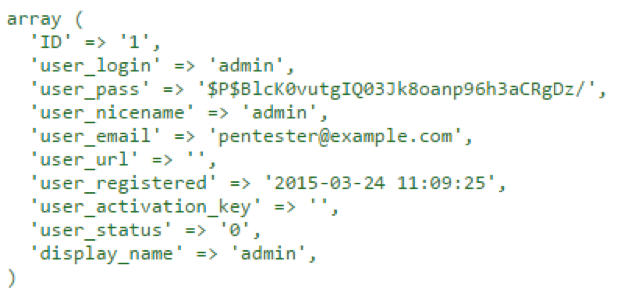 array (
'ID' => '1',
'user_login' => 'admin',
'user_pass' => '$P$BlcK0vutgIQ03Jk8oanp96h3aCRgDz/',
'user_nicename' => 'admin',
'user_email' => 'pentester@example.com',
'user_url' => '',
'user_registered' => '2015-03-24 11:09:25',
'user_activation_key' => '',
'user_status' => '0',
'display_name' => 'admin',
)